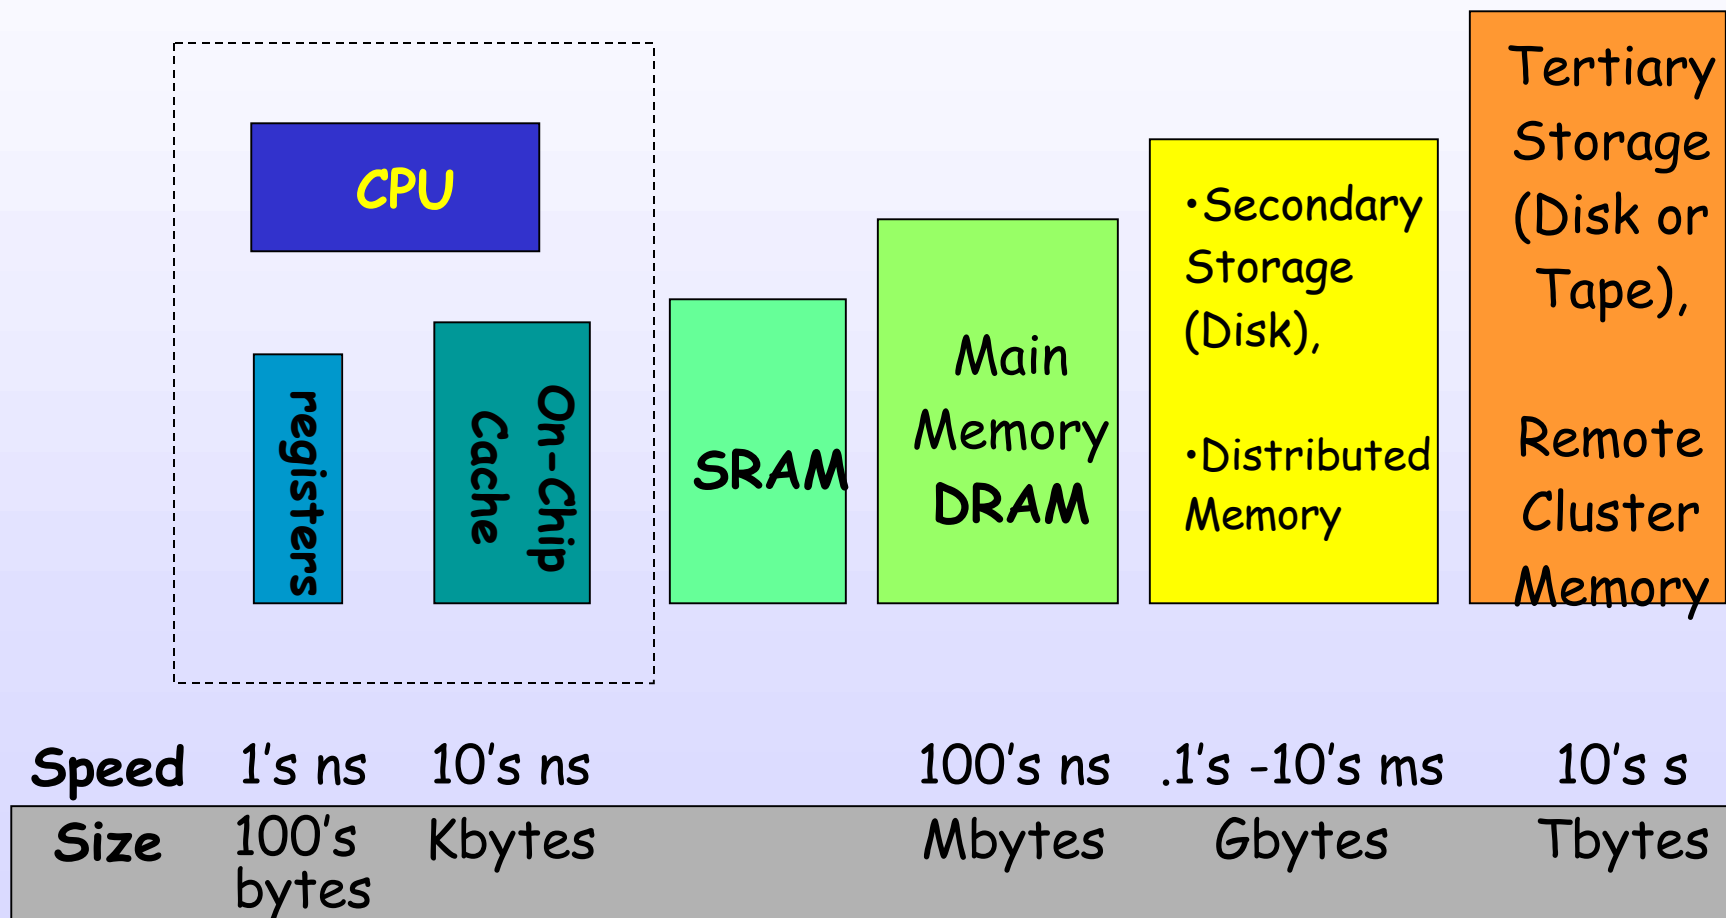 CPU
registers
On-Chip
Cache
SRAM
Main
Memory
DRAM
•Secondary
Storage
(Disk),
•Distributed
Memory
Tertiary
Storage
(Disk or
Tape),
Remote
Cluster
Memory
Speed 1's ns 10's ns 100's ns .1's -10's ms 10's s
Size 100's Kbytes Mbytes Gbytes Tbytes
bytes